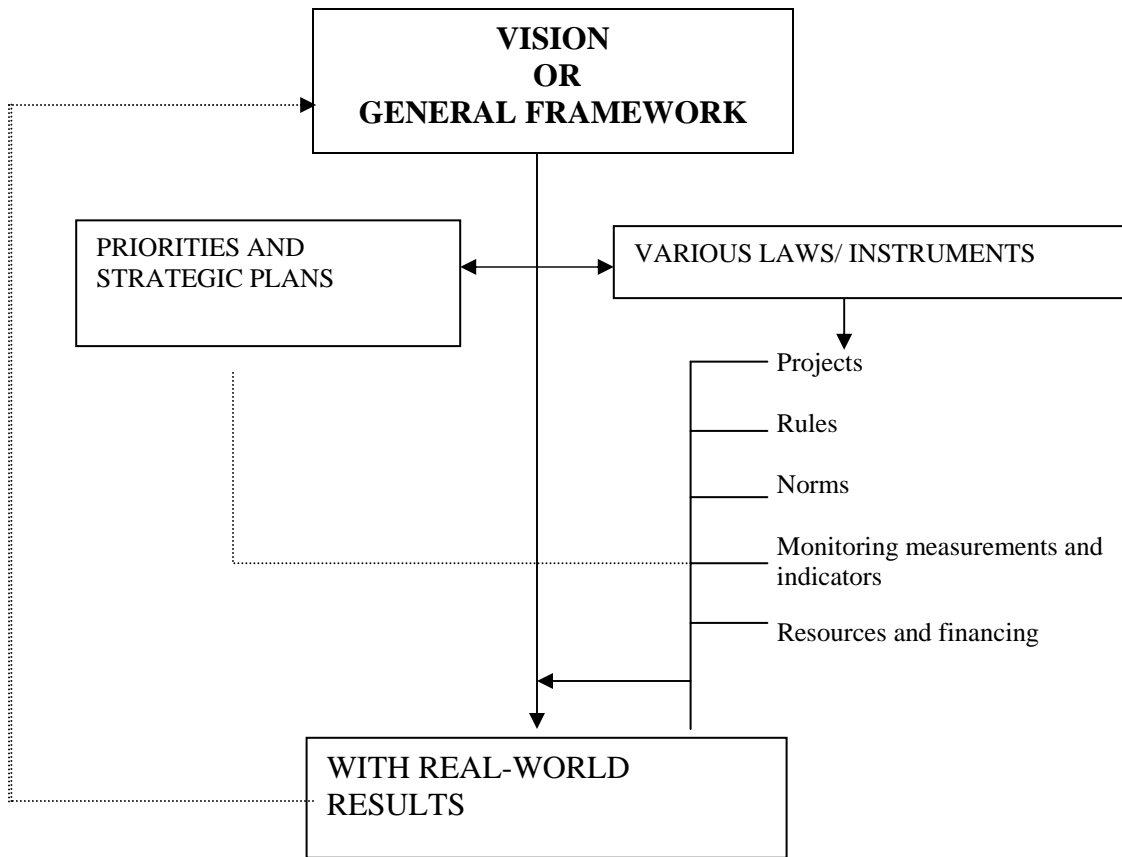 VISION
OR
GENERAL FRAMEWORK
PRIORITIES AND
STRATEGIC PLANS
VARIOUS LAWS/ INSTRUMENTS
Projects
Rules
Norms
Monitoring measurements and
indicators
Resources and financing
WITH REAL-WORLD
RESULTS